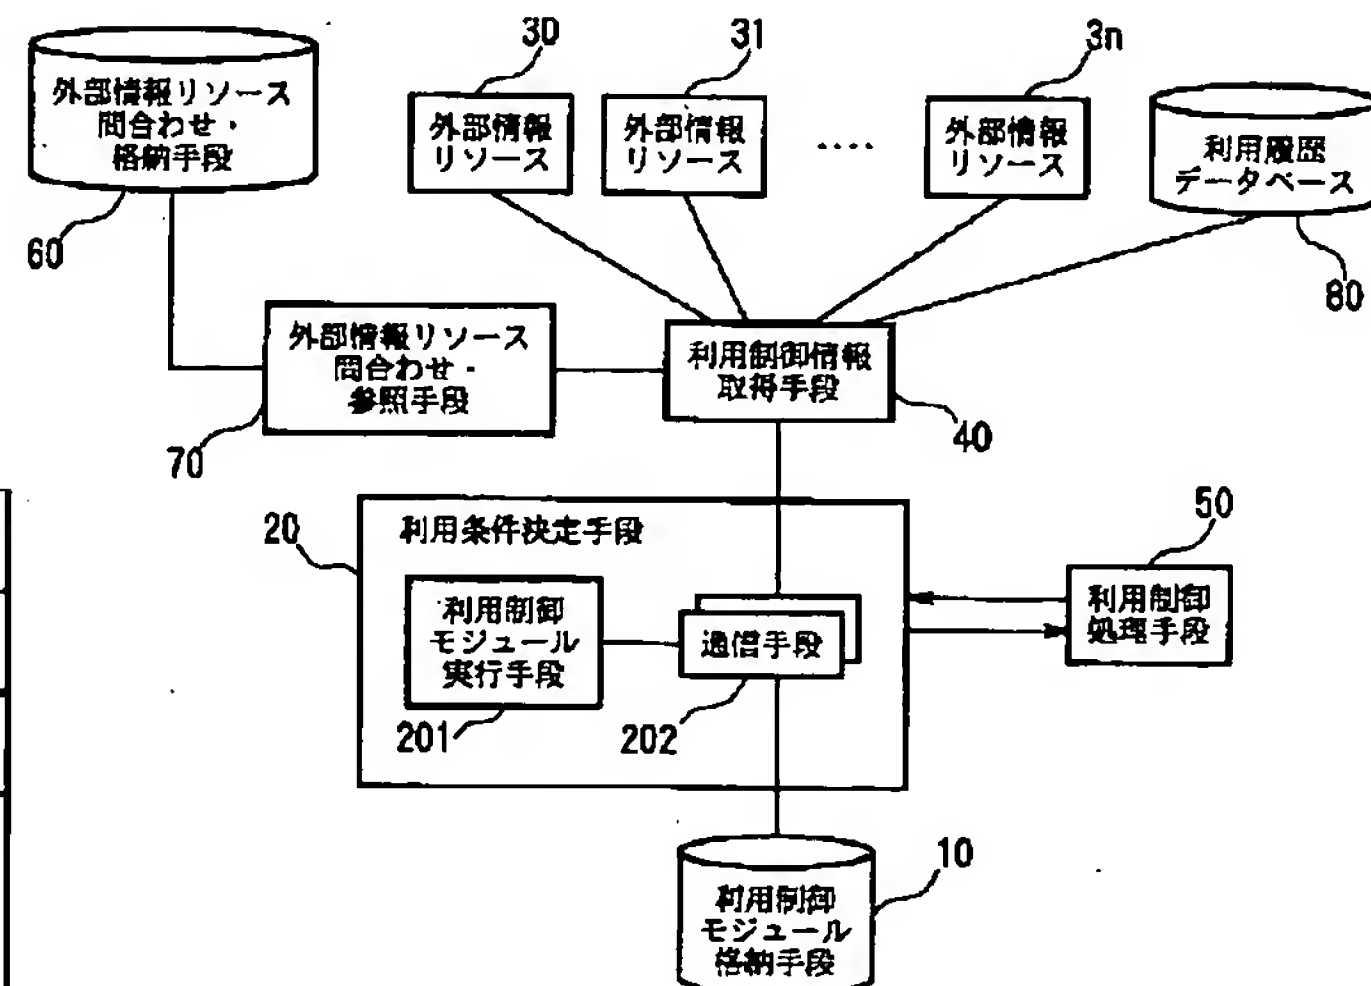 30
31
3n
外部情報リソース
問合わせ・
格納手段
外部情報
リソース
外部情報
リソース
....
外部情報
リソース
利用履歴
データベース
60
80
外部情報リソース
問合わせ・
参照手段
利用制御情報
取得手段
70
40
20
利用条件決定手段
50
利用制御
モジュール
実行手段
通信手段
利用制御
処理手段
201
202
10
利用制御
モジュール
格納手段